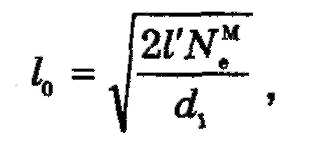 l₀ = √(2l′Nₑᴹ / d₁) ,